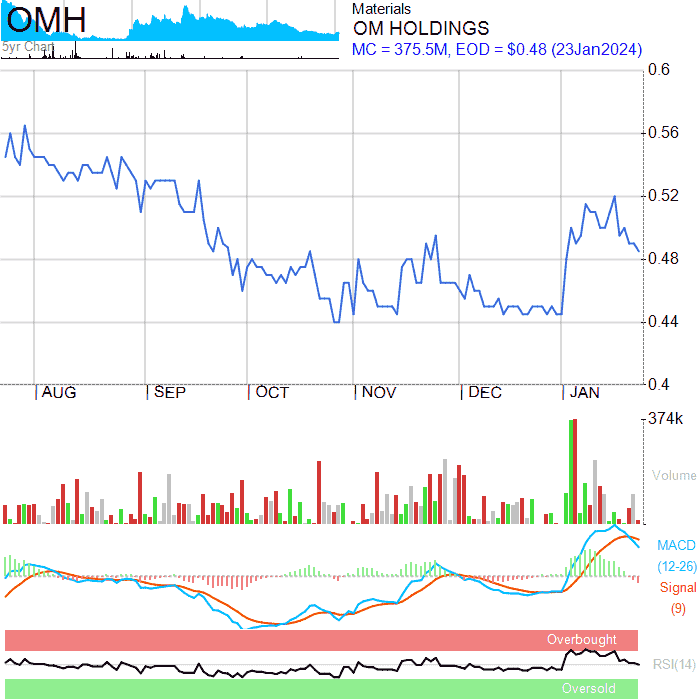 OMH
5yr Chart
Materials
OM HOLDINGS
MC = 375.5M, EOD = $0.48 (23Jan2024)
0.6
0.56
0.52
0.48
0.44
0.4
AUG SEP OCT NOV DEC JAN
374k
Volume
MACD
(12-26)
Signal
(9)
Overbought
RSI(14)
Oversold